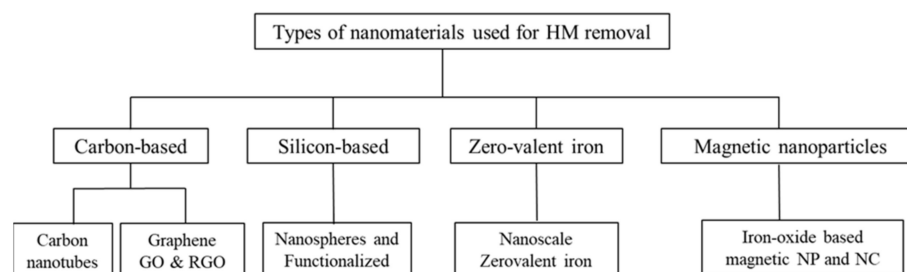 Types of nanomaterials used for HM removal
Carbon-based
Silicon-based
Zero-valent iron
Magnetic nanoparticles
Carbon
nanotubes
Graphene
GO & RGO
Nanospheres and
Functionalized
Nanoscale
Zerovalent iron
Iron-oxide based
magnetic NP and NC